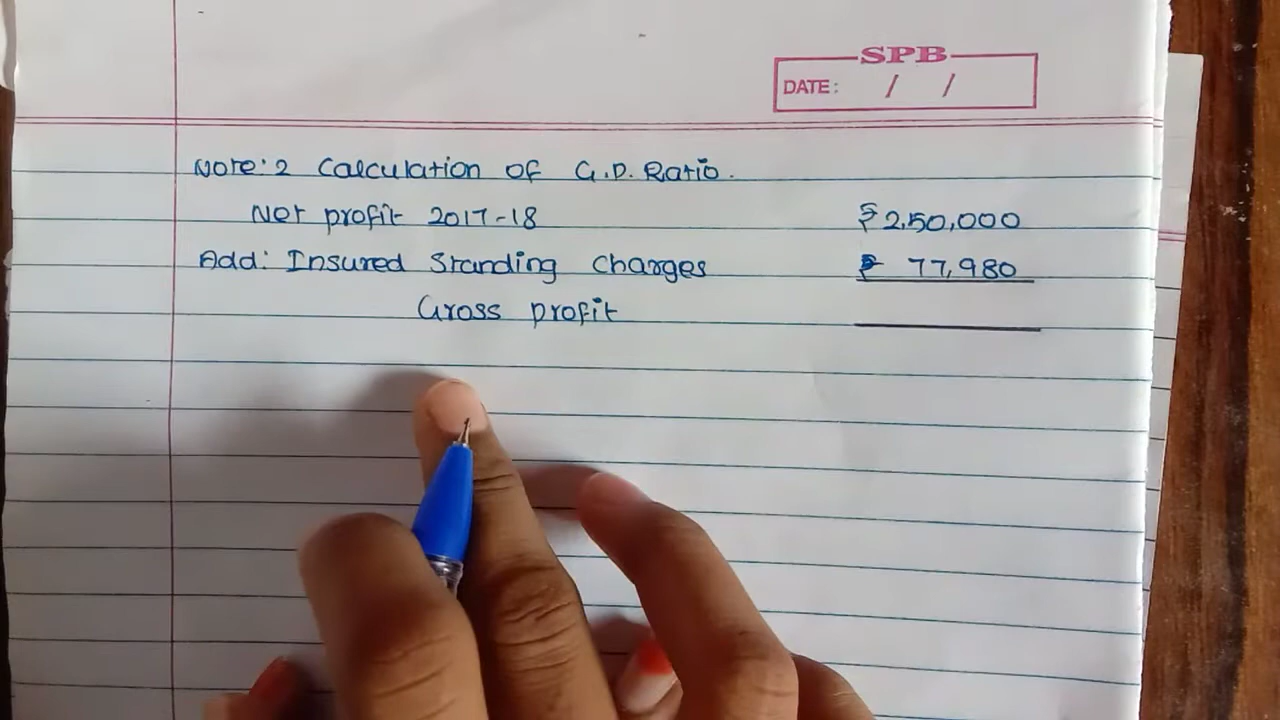 SPB
DATE: / /
Note:2 Calculation of G.P. Ratio.
Net profit 2017-18 ₹2,50,000
Add: Insured Standing Charges ₹ 77,980
Gross profit